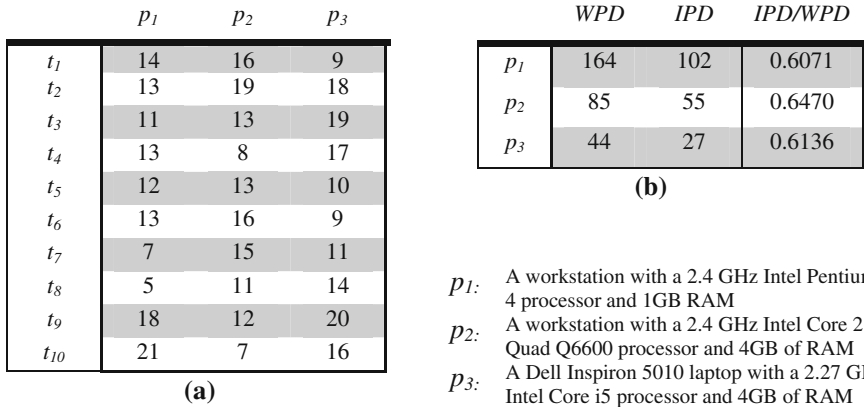 p1 p2 p3
t1 14 16 9
t2 13 19 18
t3 11 13 19
t4 13 8 17
t5 12 13 10
t6 13 16 9
t7 7 15 11
t8 5 11 14
t9 18 12 20
t10 21 7 16
(a)
WPD IPD IPD/WPD
p1 164 102 0.6071
p2 85 55 0.6470
p3 44 27 0.6136
(b)
p1: A workstation with a 2.4 GHz Intel
4 processor and 1GB RAM
p2: A workstation with a 2.4 GHz Intel Core 2
Quad Q6600 processor and 4GB of RAM
p3: A Dell Inspiron 5010 laptop with a 2.27
Intel Core i5 processor and 4GB of RAM